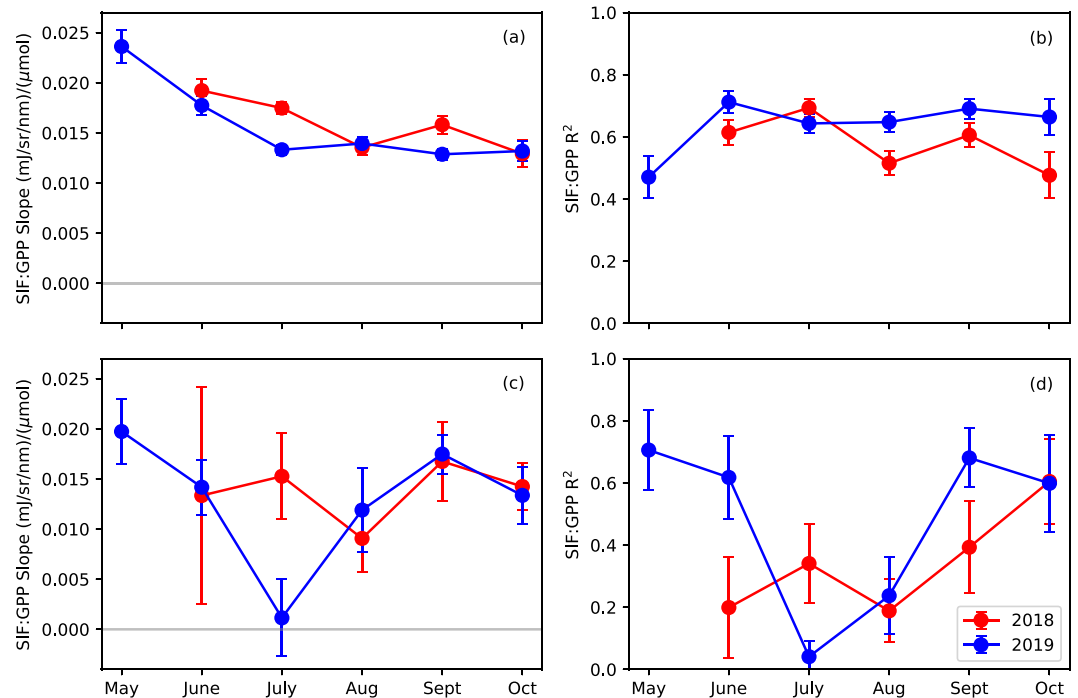 (a)
SIF:GPP Slope (mJ/sr/nm)/(μmol)
0.025
0.020
0.015
0.010
0.005
0.000
(b)
SIF:GPP R²
1.0
0.8
0.6
0.4
0.2
0.0
(c)
SIF:GPP Slope (mJ/sr/nm)/(μmol)
0.025
0.020
0.015
0.010
0.005
0.000
May June July Aug Sept Oct
(d)
SIF:GPP R²
1.0
0.8
0.6
0.4
0.2
0.0
2018
2019
May June July Aug Sept Oct